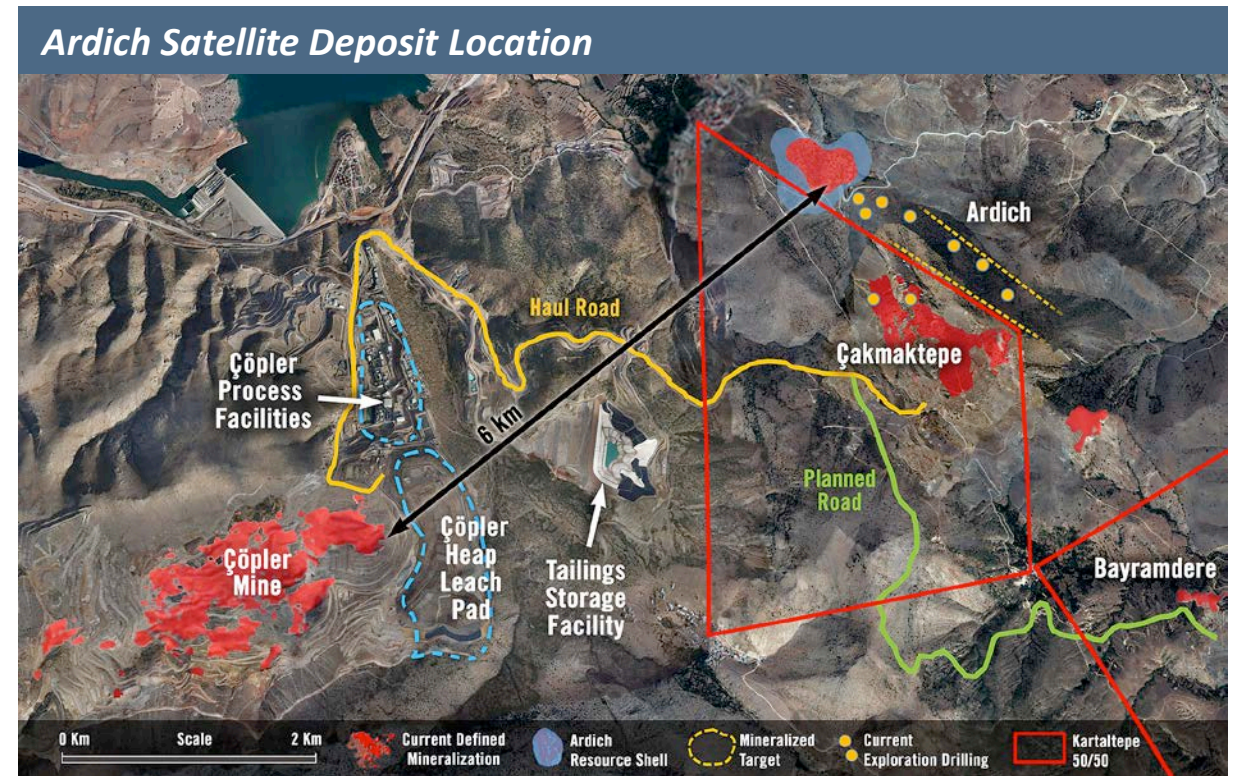 Ardich Satellite Deposit Location
Ardich
Haul Road
Çakmaktepe
Çöpler
Process
Facilities
6 km
Planned
Road
Çöpler
Mine
Çöpler
Heap
Leach
Pad
Tailings
Storage
Facility
Bayramdere
0 Km Scale 2 Km
Current Defined
Mineralization
Ardich
Resource Shell
Mineralized
Target
Current
Exploration Drilling
Kartaltepe
50/50